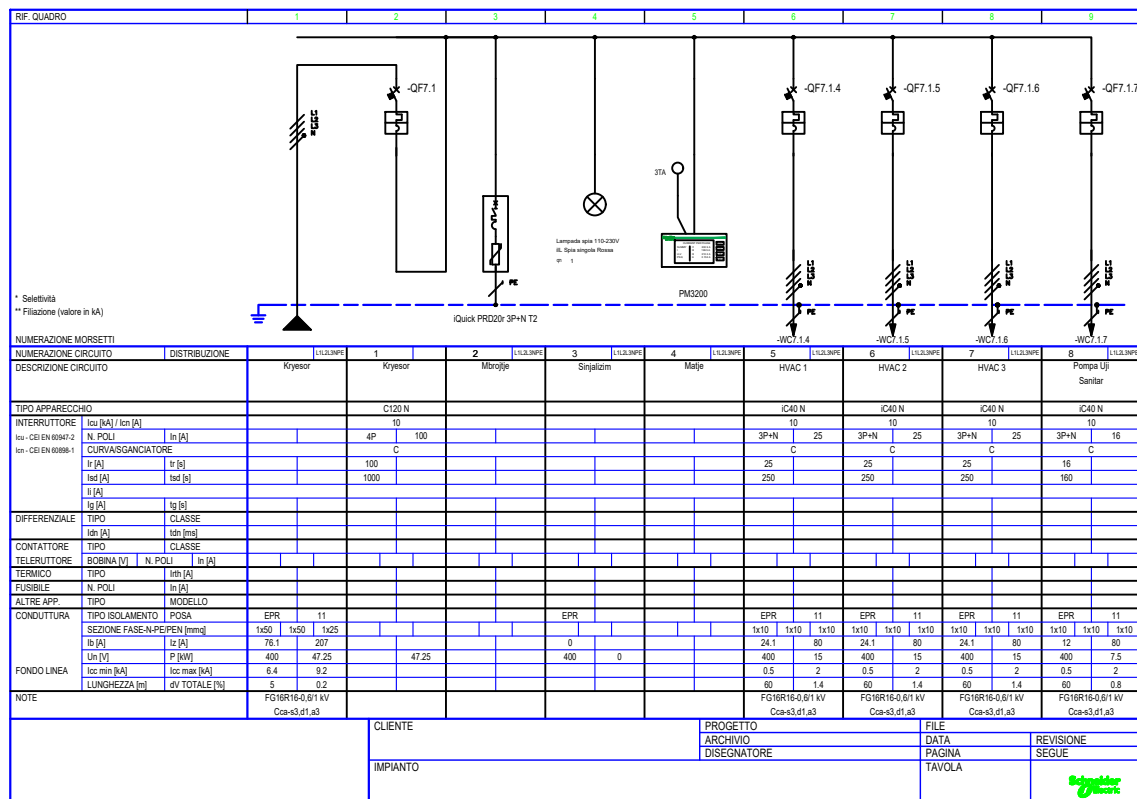 RIF. QUADRO 1 2 3 4 5 6 7 8 9
-QF7.1 -QF7.1.4 -QF7.1.5 -QF7.1.6 -QF7.1.7
3TA
Lampada spia 110-230V
iIL Spia singola Rossa
1
PE
PE PE PE PE
PM3200
* Selettività
** Filiazione (valore in kA)
iQuick PRD20r 3P+N T2
NUMERAZIONE MORSETTI -WC7.1.4 -WC7.1.5 -WC7.1.6 -WC7.1.7
NUMERAZIONE CIRCUITO DISTRIBUZIONE L1L2L3NPE 1 2 L1L2L3NPE 3 L1L2L3NPE 4 L1L2L3NPE 5 L1L2L3NPE 6 L1L2L3NPE 7 L1L2L3NPE 8 L1L2L3NPE
DESCRIZIONE CIRCUITO Kryesor Kryesor Mbrojtje Sinjalizim Matje HVAC 1 HVAC 2 HVAC 3 Pompa Uji
Sanitar
TIPO APPARECCHIO C120 N iC40 N iC40 N iC40 N iC40 N
INTERRUTTORE Icu [kA] / Icn [A] 10 10 10 10 10
Icu - CEI EN 60947-2 N. POLI In [A] 4P 100 3P+N 25 3P+N 25 3P+N 25 3P+N 16
Icn - CEI EN 60898-1 CURVA/SGANCIATORE C C C C C
Ir [A] tr [s] 100 25 25 25 16
Isd [A] tsd [s] 1000 250 250 250 160
Ii [A]
Ig [A] tg [s]
DIFFERENZIALE TIPO CLASSE
Idn [A] tdn [ms]
CONTATTORE TIPO CLASSE
TELERUTTORE BOBINA [V] N. POLI In [A]
TERMICO TIPO Irth [A]
FUSIBILE N. POLI In [A]
ALTRE APP. TIPO MODELLO
CONDUTTURA TIPO ISOLAMENTO POSA EPR 11 EPR EPR 11 EPR 11 EPR 11 EPR 11
SEZIONE FASE-N-PE/PEN [mmq] 1x50 1x50 1x25 1x10 1x10 1x10 1x10 1x10 1x10 1x10 1x10 1x10 1x10 1x10 1x10
Ib [A] Iz [A] 76.1 207 0 24.1 80 24.1 80 24.1 80 12 80
Un [V] P [kW] 400 47.25 47.25 400 0 400 15 400 15 400 15 400 7.5
FONDO LINEA Icc min [kA] Icc max [kA] 6.4 9.2 0.5 2 0.5 2 0.5 2 0.5 2
LUNGHEZZA [m] dV TOTALE [%] 5 0.2 60 1.4 60 1.4 60 1.4 60 0.8
NOTE FG16R16-0,6/1 kV FG16R16-0,6/1 kV FG16R16-0,6/1 kV FG16R16-0,6/1 kV FG16R16-0,6/1 kV
Cca-s3,d1,a3 Cca-s3,d1,a3 Cca-s3,d1,a3 Cca-s3,d1,a3 Cca-s3,d1,a3
CLIENTE PROGETTO FILE
ARCHIVIO DATA REVISIONE
DISEGNATORE PAGINA SEGUE
IMPIANTO TAVOLA
Schneider
Electric